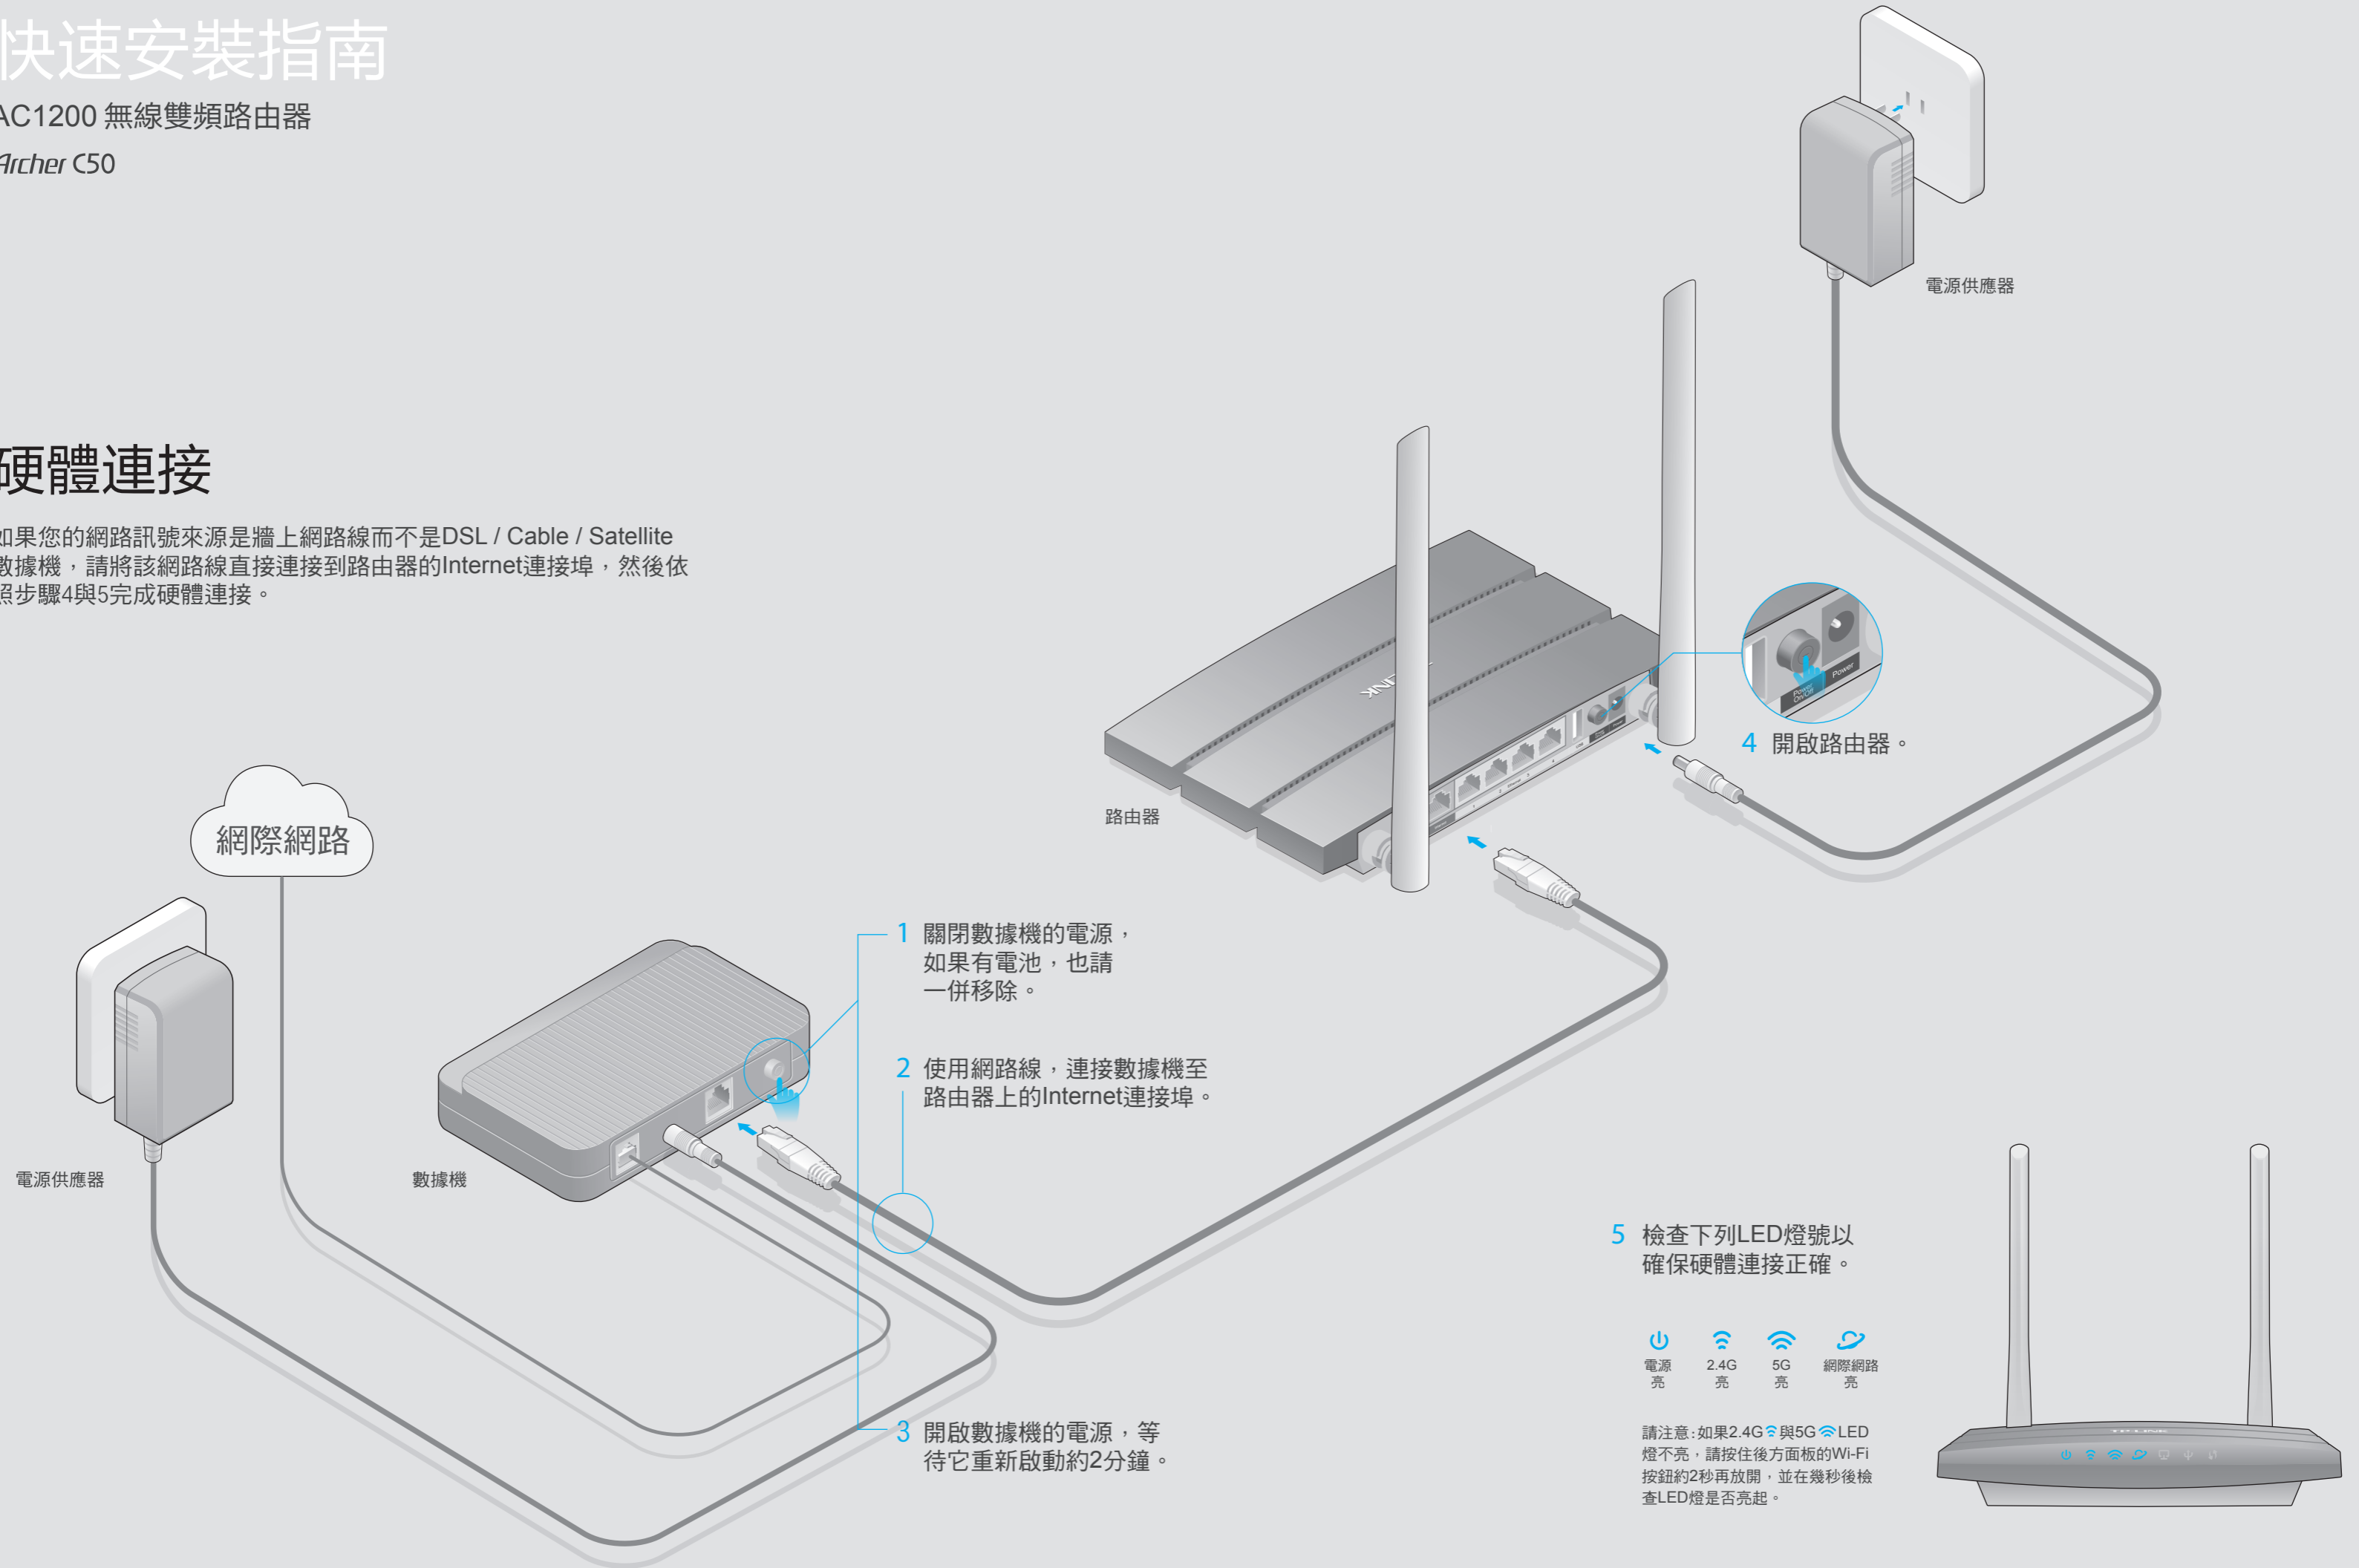 快速安裝指南
AC1200 無線雙頻路由器
Archer C50
硬體連接
如果您的網路訊號來源是牆上網路線而不是DSL / Cable / Satellite
數據機，請將該網路線直接連接到路由器的Internet連接埠，然後依
照步驟4與5完成硬體連接。
電源供應器
Power
On/Off
Power
4 開啟路由器。
路由器
網際網路
1 關閉數據機的電源，
如果有電池，也請
一併移除。
2 使用網路線，連接數據機至
路由器上的Internet連接埠。
電源供應器
數據機
3 開啟數據機的電源，等
待它重新啟動約2分鐘。
5 檢查下列LED燈號以
確保硬體連接正確。
電源 2.4G 5G 網際網路
亮 亮 亮 亮
請注意:如果2.4G與5GLED
燈不亮，請按住後方面板的Wi-Fi
按鈕約2秒再放開，並在幾秒後檢
查LED燈是否亮起。
TP-LINK